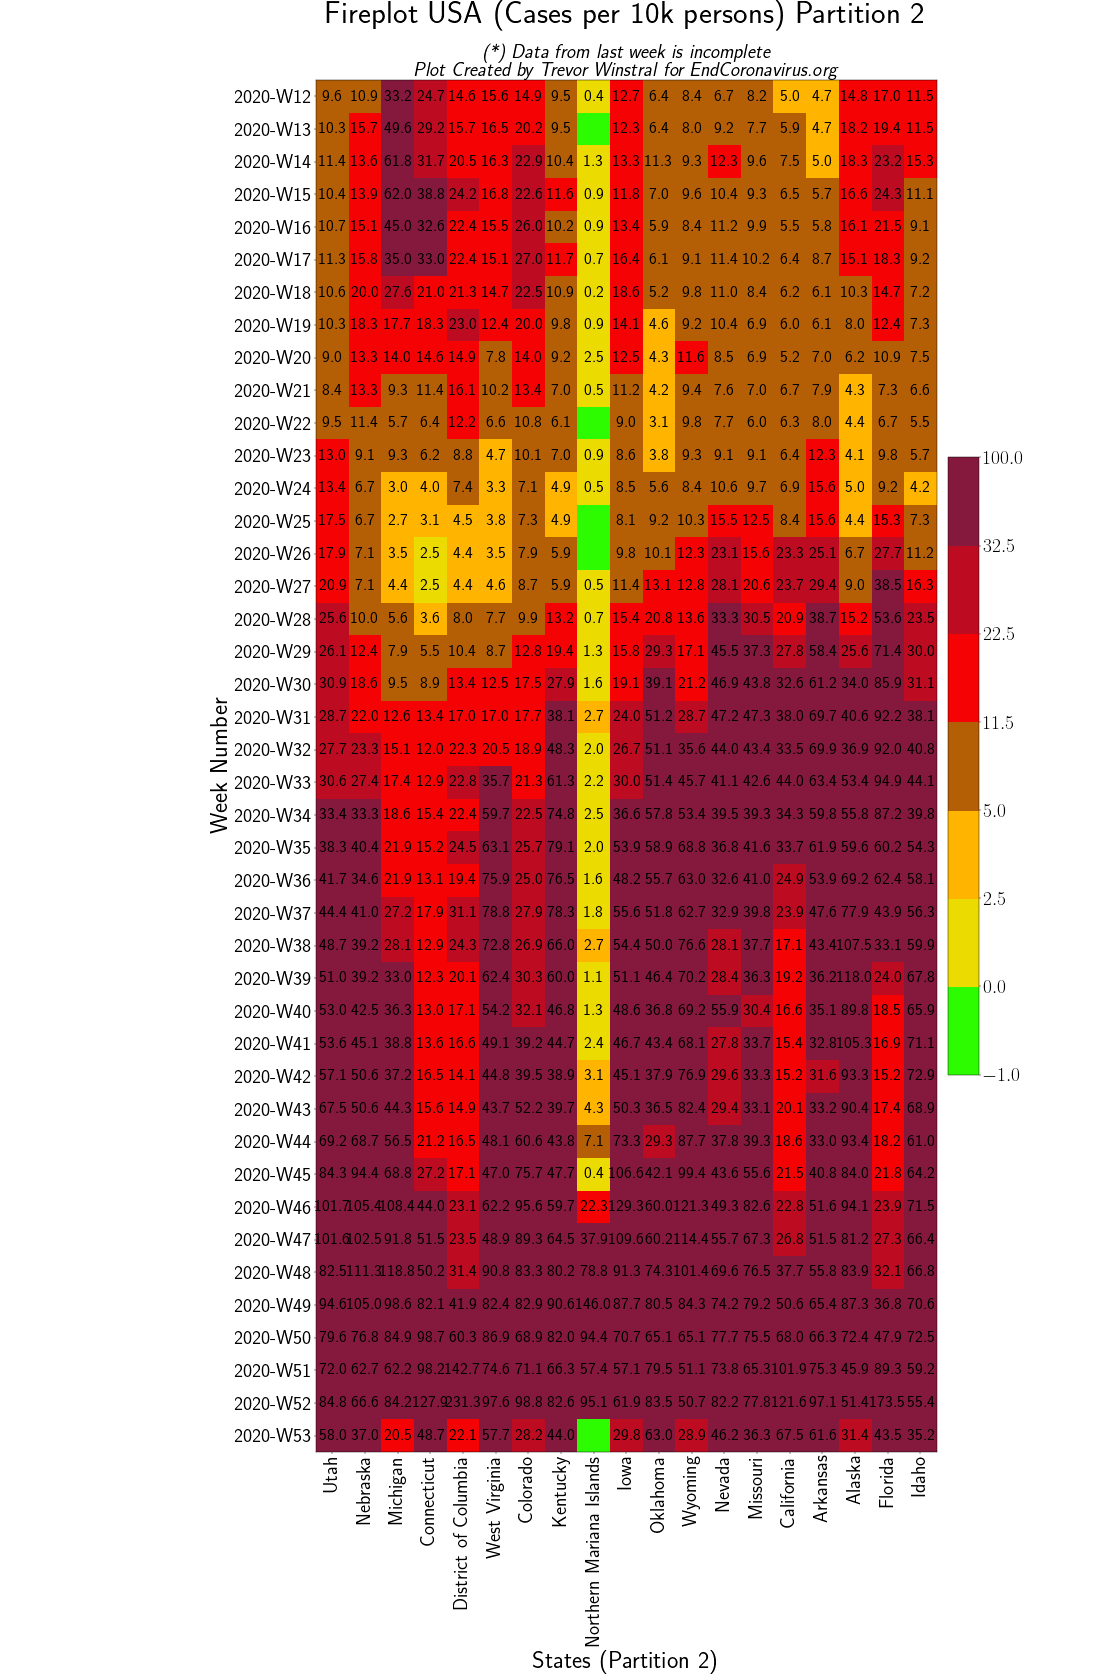 Fireplot USA (Cases per 10k persons) Partition 2
(*) Data from last week is incomplete
Plot Created by Trevor Winstral for EndCoronavirus.org
2020-W12 9.6 10.9 33.2 24.7 14.6 15.6 14.9 9.5 0.4 12.7 6.4 8.4 6.7 8.2 5.0 4.7 14.8 17.0 11.5
2020-W13 10.3 15.7 49.6 29.2 15.7 16.5 20.2 9.5 12.3 6.4 8.0 9.2 7.7 5.9 4.7 18.2 19.4 11.5
2020-W14 11.4 13.6 61.8 31.7 20.5 16.3 22.9 10.4 1.3 13.3 11.3 9.3 12.3 9.6 7.5 5.0 18.3 23.2 15.3
2020-W15 10.4 13.9 62.0 38.8 24.2 16.8 22.6 11.6 0.9 11.8 7.0 9.6 10.4 9.3 6.5 5.7 16.6 24.3 11.1
2020-W16 10.7 15.1 45.0 32.6 22.4 15.5 26.0 10.2 0.9 13.4 5.9 8.4 11.2 9.9 5.5 5.8 16.1 21.5 9.1
2020-W17 11.3 15.8 35.0 33.0 22.4 15.1 27.0 11.7 0.7 16.4 6.1 9.1 11.4 10.2 6.4 8.7 15.1 18.3 9.2
2020-W18 10.6 20.0 27.6 21.0 21.3 14.7 22.5 10.9 0.2 18.6 5.2 9.8 11.0 8.4 6.2 6.1 10.3 14.7 7.2
2020-W19 10.3 18.3 17.7 18.3 23.0 12.4 20.0 9.8 0.9 14.1 4.6 9.2 10.4 6.9 6.0 6.1 8.0 12.4 7.3
2020-W20 9.0 13.3 14.0 14.6 14.9 7.8 14.0 9.2 2.5 12.5 4.3 11.6 8.5 6.9 5.2 7.0 6.2 10.9 7.5
2020-W21 8.4 13.3 9.3 11.4 16.1 10.2 13.4 7.0 0.5 11.2 4.2 9.4 7.6 7.0 6.7 7.9 4.3 7.3 6.6
2020-W22 9.5 11.4 5.7 6.4 12.2 6.6 10.8 6.1 9.0 3.1 9.8 7.7 6.0 6.3 8.0 4.4 6.7 5.5
2020-W23 13.0 9.1 9.3 6.2 8.8 4.7 10.1 7.0 0.9 8.6 3.8 9.3 9.1 9.1 6.4 12.3 4.1 9.8 5.7
2020-W24 13.4 6.7 3.0 4.0 7.4 3.3 7.1 4.9 0.5 8.5 5.6 8.4 10.6 9.7 6.9 15.6 5.0 9.2 4.2
2020-W25 17.5 6.7 2.7 3.1 4.5 3.8 7.3 4.9 8.1 9.2 10.3 15.5 12.5 8.4 15.6 4.4 15.3 7.3
2020-W26 17.9 7.1 3.5 2.5 4.4 3.5 7.9 5.9 9.8 10.1 12.3 23.1 15.6 23.3 25.1 6.7 27.7 11.2
2020-W27 20.9 7.1 4.4 2.5 4.4 4.6 8.7 5.9 0.5 11.4 13.1 12.8 28.1 20.6 23.7 29.4 9.0 38.5 16.3
2020-W28 25.6 10.0 5.6 3.6 8.0 7.7 9.9 13.2 0.7 15.4 20.8 13.6 33.3 30.5 20.9 38.7 15.2 53.6 23.5
2020-W29 26.1 12.4 7.9 5.5 10.4 8.7 12.8 19.4 1.3 15.8 29.3 17.1 45.5 37.3 27.8 58.4 25.6 71.4 30.0
2020-W30 30.9 18.6 9.5 8.9 13.4 12.5 17.5 27.9 1.6 19.1 39.1 21.2 46.9 43.8 32.6 61.2 34.0 85.9 31.1
2020-W31 28.7 22.0 12.6 13.4 17.0 17.0 17.7 38.1 2.7 24.0 51.2 28.7 47.2 47.3 38.0 69.7 40.6 92.2 38.1
2020-W32 27.7 23.3 15.1 12.0 22.3 20.5 18.9 48.3 2.0 26.7 51.1 35.6 44.0 43.4 33.5 69.9 36.9 92.0 40.8
2020-W33 30.6 27.4 17.4 12.9 22.8 35.7 21.3 61.3 2.2 30.0 51.4 45.7 41.1 42.6 44.0 63.4 53.4 94.9 44.1
2020-W34 33.4 33.3 18.6 15.4 22.4 59.7 22.5 74.8 2.5 36.6 57.8 53.4 39.5 39.3 34.3 59.8 55.8 87.2 39.8
2020-W35 38.3 40.4 21.9 15.2 24.5 63.1 25.7 79.1 2.0 53.9 58.9 68.8 36.8 41.6 33.7 61.9 59.6 60.2 54.3
2020-W36 41.7 34.6 21.9 13.1 19.4 75.9 25.0 76.5 1.6 48.2 55.7 63.0 32.6 41.0 24.9 53.9 69.2 62.4 58.1
2020-W37 44.4 41.0 27.2 17.9 31.1 78.8 27.9 78.3 1.8 55.6 51.8 62.7 32.9 39.8 23.9 47.6 77.9 43.9 56.3
2020-W38 48.7 39.2 28.1 12.9 24.3 72.8 26.9 66.0 2.7 54.4 50.0 76.6 28.1 37.7 17.1 43.4 107.5 33.1 59.9
2020-W39 51.0 39.2 33.0 12.3 20.1 62.4 30.3 60.0 1.1 51.1 46.4 70.2 28.4 36.3 19.2 36.2 118.0 24.0 67.8
2020-W40 53.0 42.5 36.3 13.0 17.1 54.2 32.1 46.8 1.3 48.6 36.8 69.2 55.9 30.4 16.6 35.1 89.8 18.5 65.9
2020-W41 53.6 45.1 38.8 13.6 16.6 49.1 39.2 44.7 2.4 46.7 43.4 68.1 27.8 33.7 15.4 32.8 105.3 16.9 71.1
2020-W42 57.1 50.6 37.2 16.5 14.1 44.8 39.5 38.9 3.1 45.1 37.9 76.9 29.6 33.3 15.2 31.6 93.3 15.2 72.9
2020-W43 67.5 50.6 44.3 15.6 14.9 43.7 52.2 39.7 4.3 50.3 36.5 82.4 29.4 33.1 20.1 33.2 90.4 17.4 68.9
2020-W44 69.2 68.7 56.5 21.2 16.5 48.1 60.6 43.8 7.1 73.3 29.3 87.7 37.8 39.3 18.6 33.0 93.4 18.2 61.0
2020-W45 84.3 94.4 68.8 27.2 17.1 47.0 75.7 47.7 0.4 106.6 42.1 99.4 43.6 55.6 21.5 40.8 84.0 21.8 64.2
2020-W46 101.7 105.4 108.4 44.0 23.1 62.2 95.6 59.7 22.3 129.3 60.0 121.3 49.3 82.6 22.8 51.6 94.1 23.9 71.5
2020-W47 101.6 102.5 91.8 51.5 23.5 48.9 89.3 64.5 37.9 109.6 60.2 114.4 55.7 67.3 26.8 51.5 81.2 27.3 66.4
2020-W48 82.5 111.3 118.8 50.2 31.4 90.8 83.3 80.2 78.8 91.3 74.3 101.4 69.6 76.5 37.7 55.8 83.9 32.1 66.8
2020-W49 94.6 105.0 98.6 82.1 41.9 82.4 82.9 90.6 146.0 87.7 80.5 84.3 74.2 79.2 50.6 65.4 87.3 36.8 70.6
2020-W50 79.6 76.8 84.9 98.7 60.3 86.9 68.9 82.0 94.4 70.7 65.1 65.1 77.7 75.5 68.0 66.3 72.4 47.9 72.5
2020-W51 72.0 62.7 62.2 98.2 142.7 74.6 71.1 66.3 57.4 57.1 79.5 51.1 73.8 65.3 101.9 75.3 45.9 89.3 59.2
2020-W52 84.8 66.6 84.2 127.9 231.3 97.6 98.8 82.6 95.1 61.9 83.5 50.7 82.2 77.8 121.6 97.1 51.4 173.5 55.4
2020-W53 58.0 37.0 20.5 48.7 22.1 57.7 28.2 44.0 29.8 63.0 28.9 46.2 36.3 67.5 61.6 31.4 43.5 35.2
Week Number
Utah
Nebraska
Michigan
Connecticut
District of Columbia
West Virginia
Colorado
Kentucky
Northern Mariana Islands
Iowa
Oklahoma
Wyoming
Nevada
Missouri
California
Arkansas
Alaska
Florida
Idaho
States (Partition 2)
100.0
32.5
22.5
11.5
5.0
2.5
0.0
−1.0